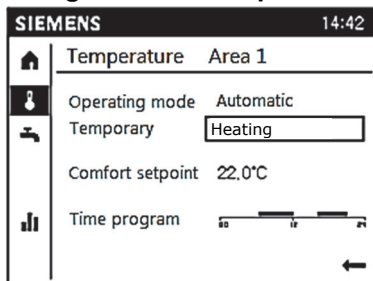 SIEMENS 14:42
Temperature Area 1
Operating mode Automatic
Temporary Heating
Comfort setpoint 22.0°C
Time program